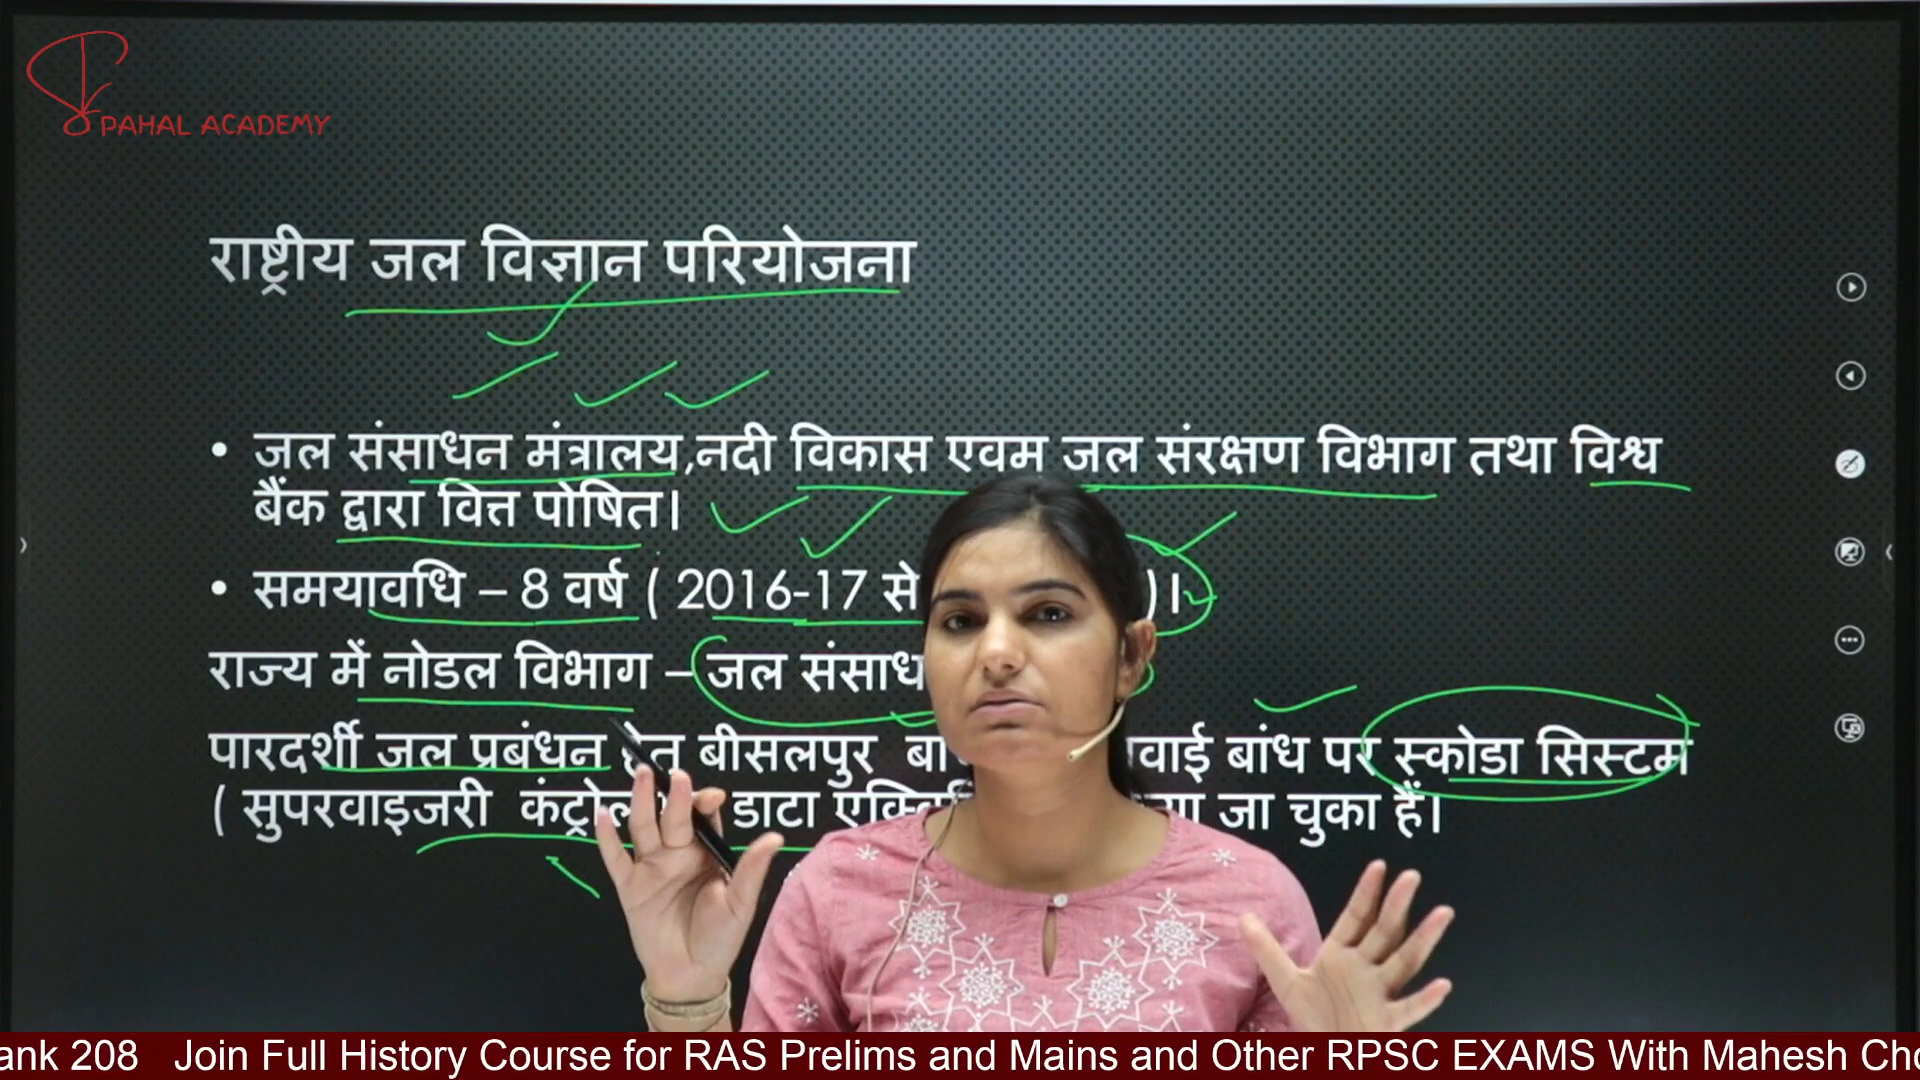 PAHAL ACADEMY
राष्ट्रीय जल विज्ञान परियोजना
• जल संसाधन मंत्रालय,नदी विकास एवम जल संरक्षण विभाग तथा विश्व
बैंक द्वारा वित्त पोषित।
• समयावधि – 8 वर्ष ( 2016-17 से )।
राज्य में नोडल विभाग – जल
पारदर्शी जल प्रबंधन बीसलपुर बांध पर स्कोडा सिस्टम
( सुपरवाइजरी डाटा जा चुका हैं।
208 Join Full History Course for RAS Prelims and Mains and Other RPSC EXAMS With Mahesh